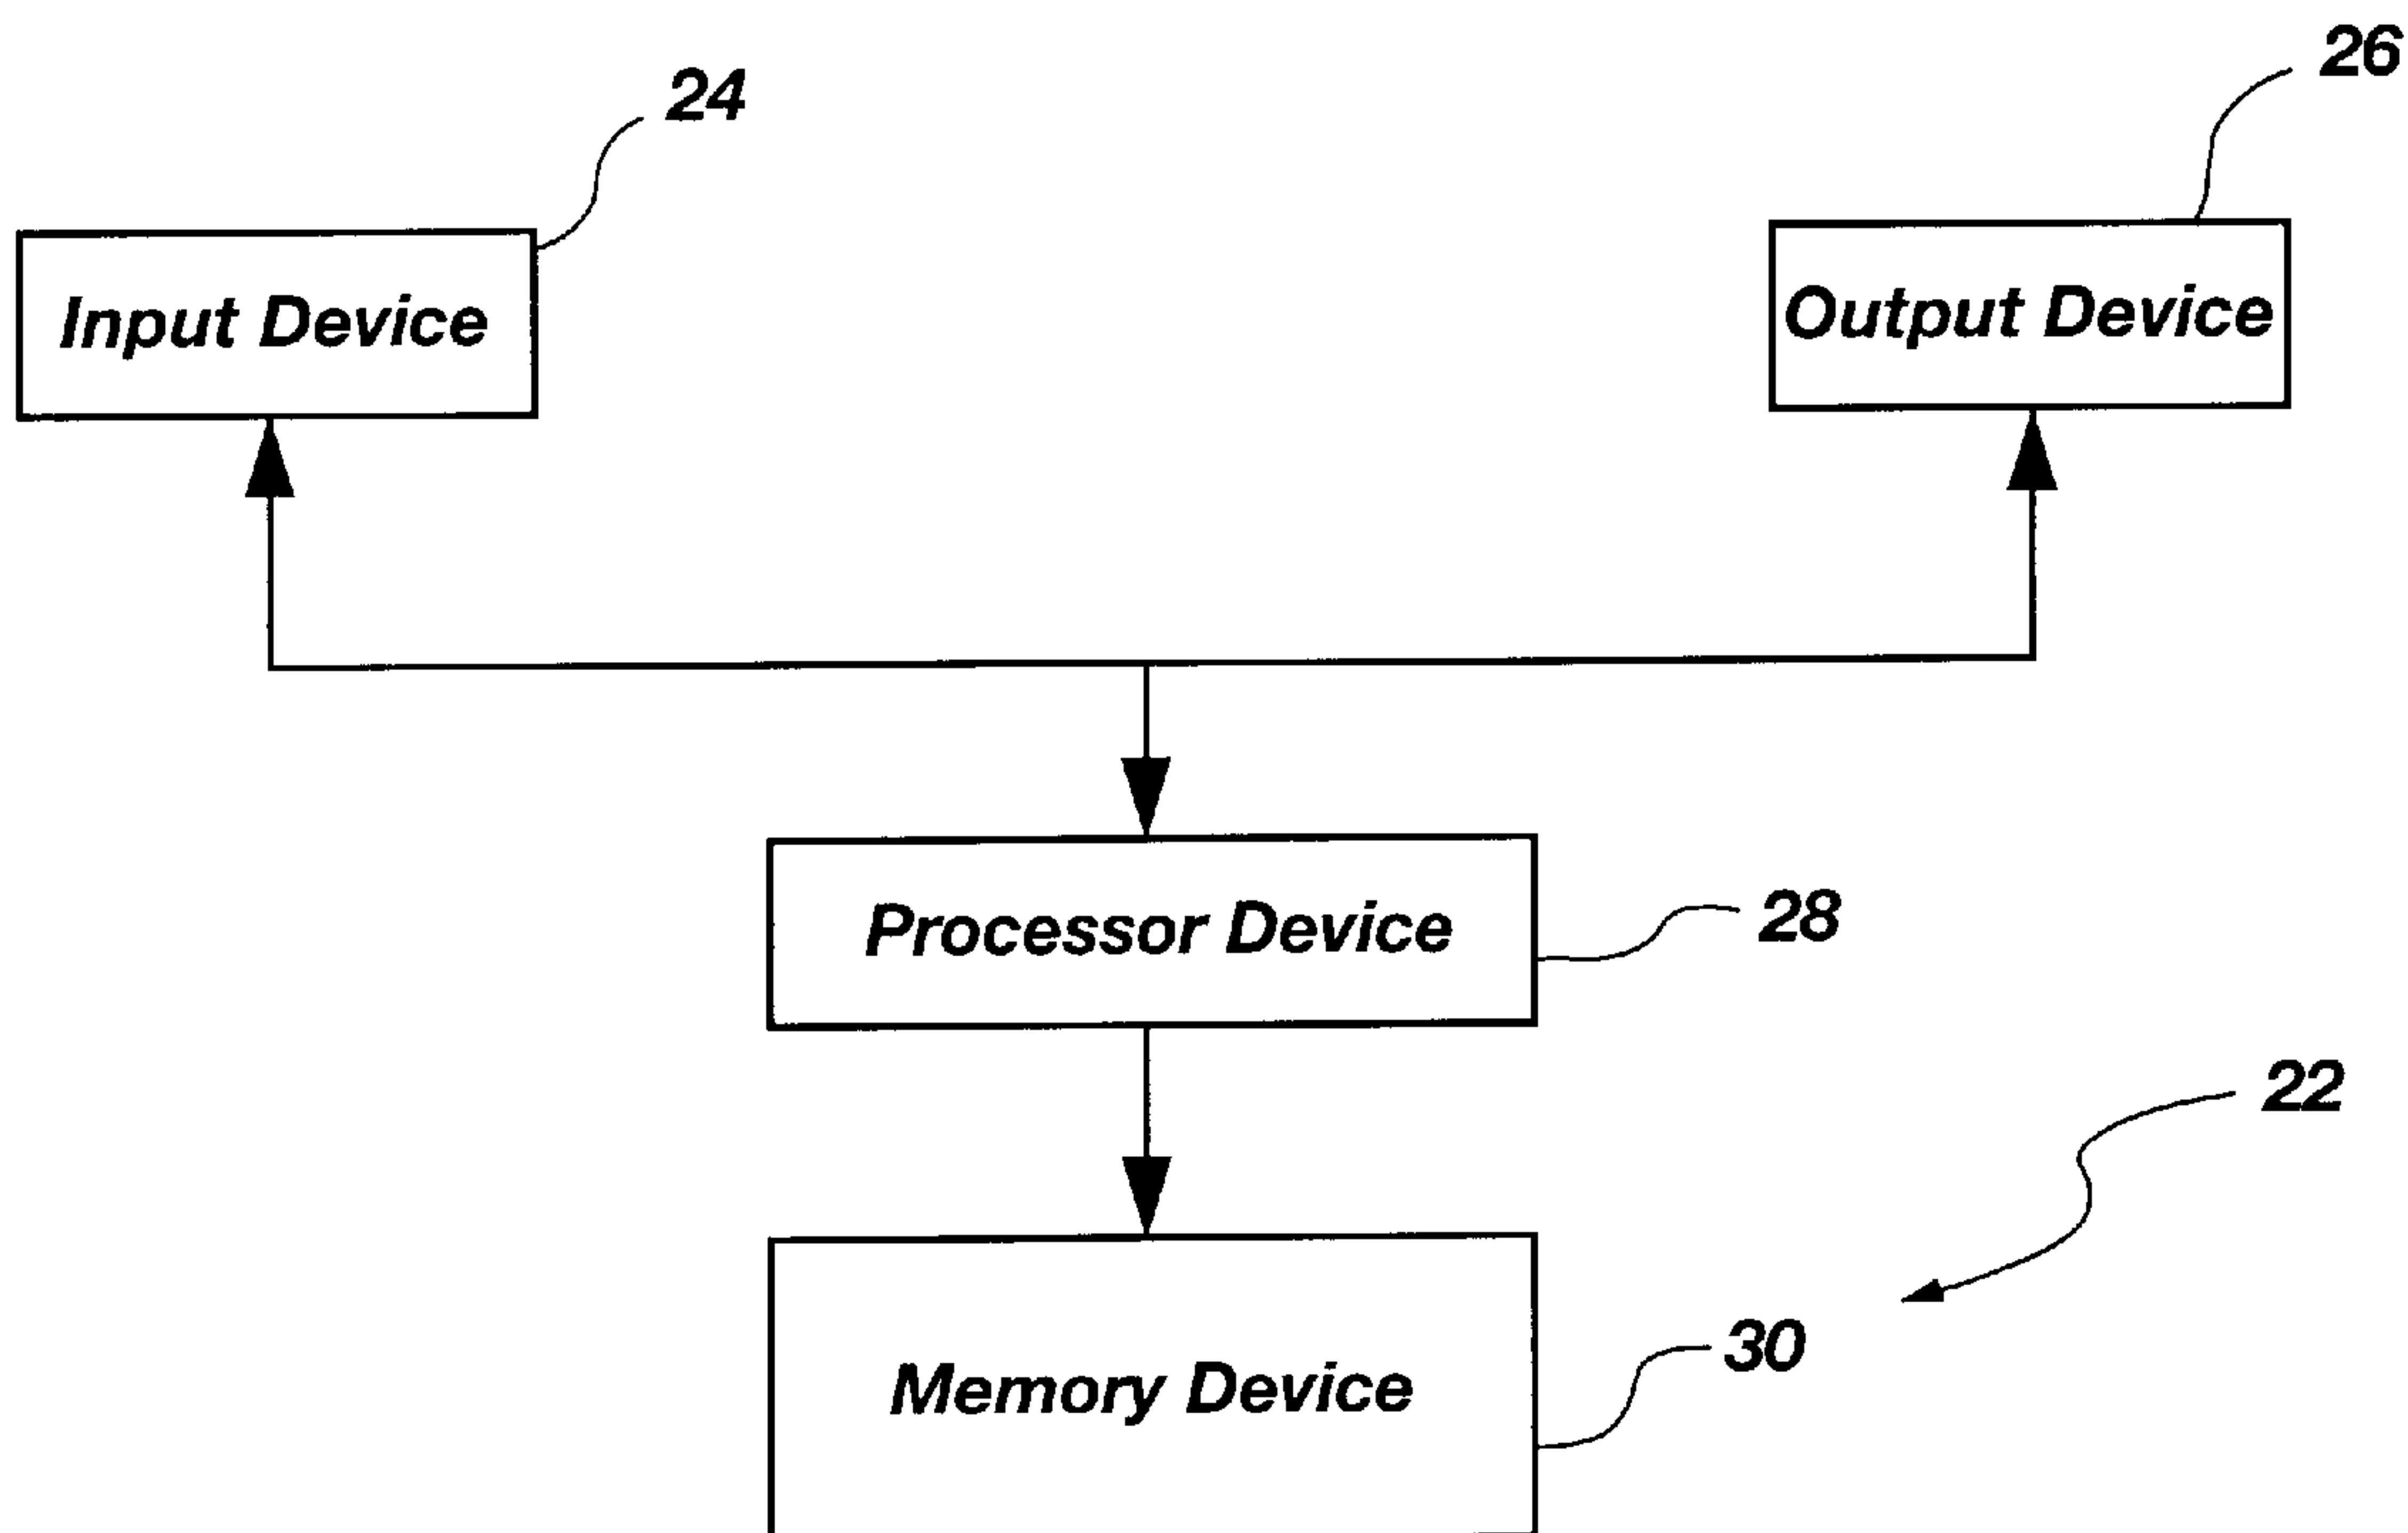 24
26
Input Device
Output Device
Processor Device
28
22
30
Memory Device